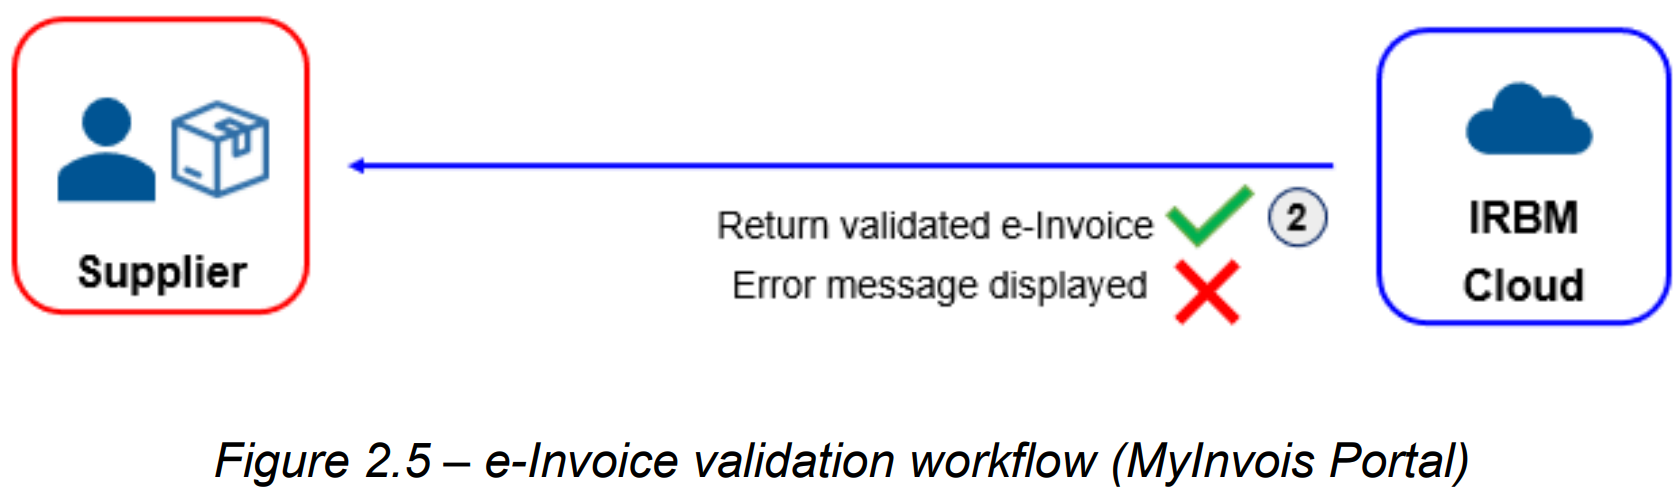 Supplier
Return validated e-Invoice
2
Error message displayed
IRBM
Cloud
Figure 2.5 – e-Invoice validation workflow (MyInvois Portal)